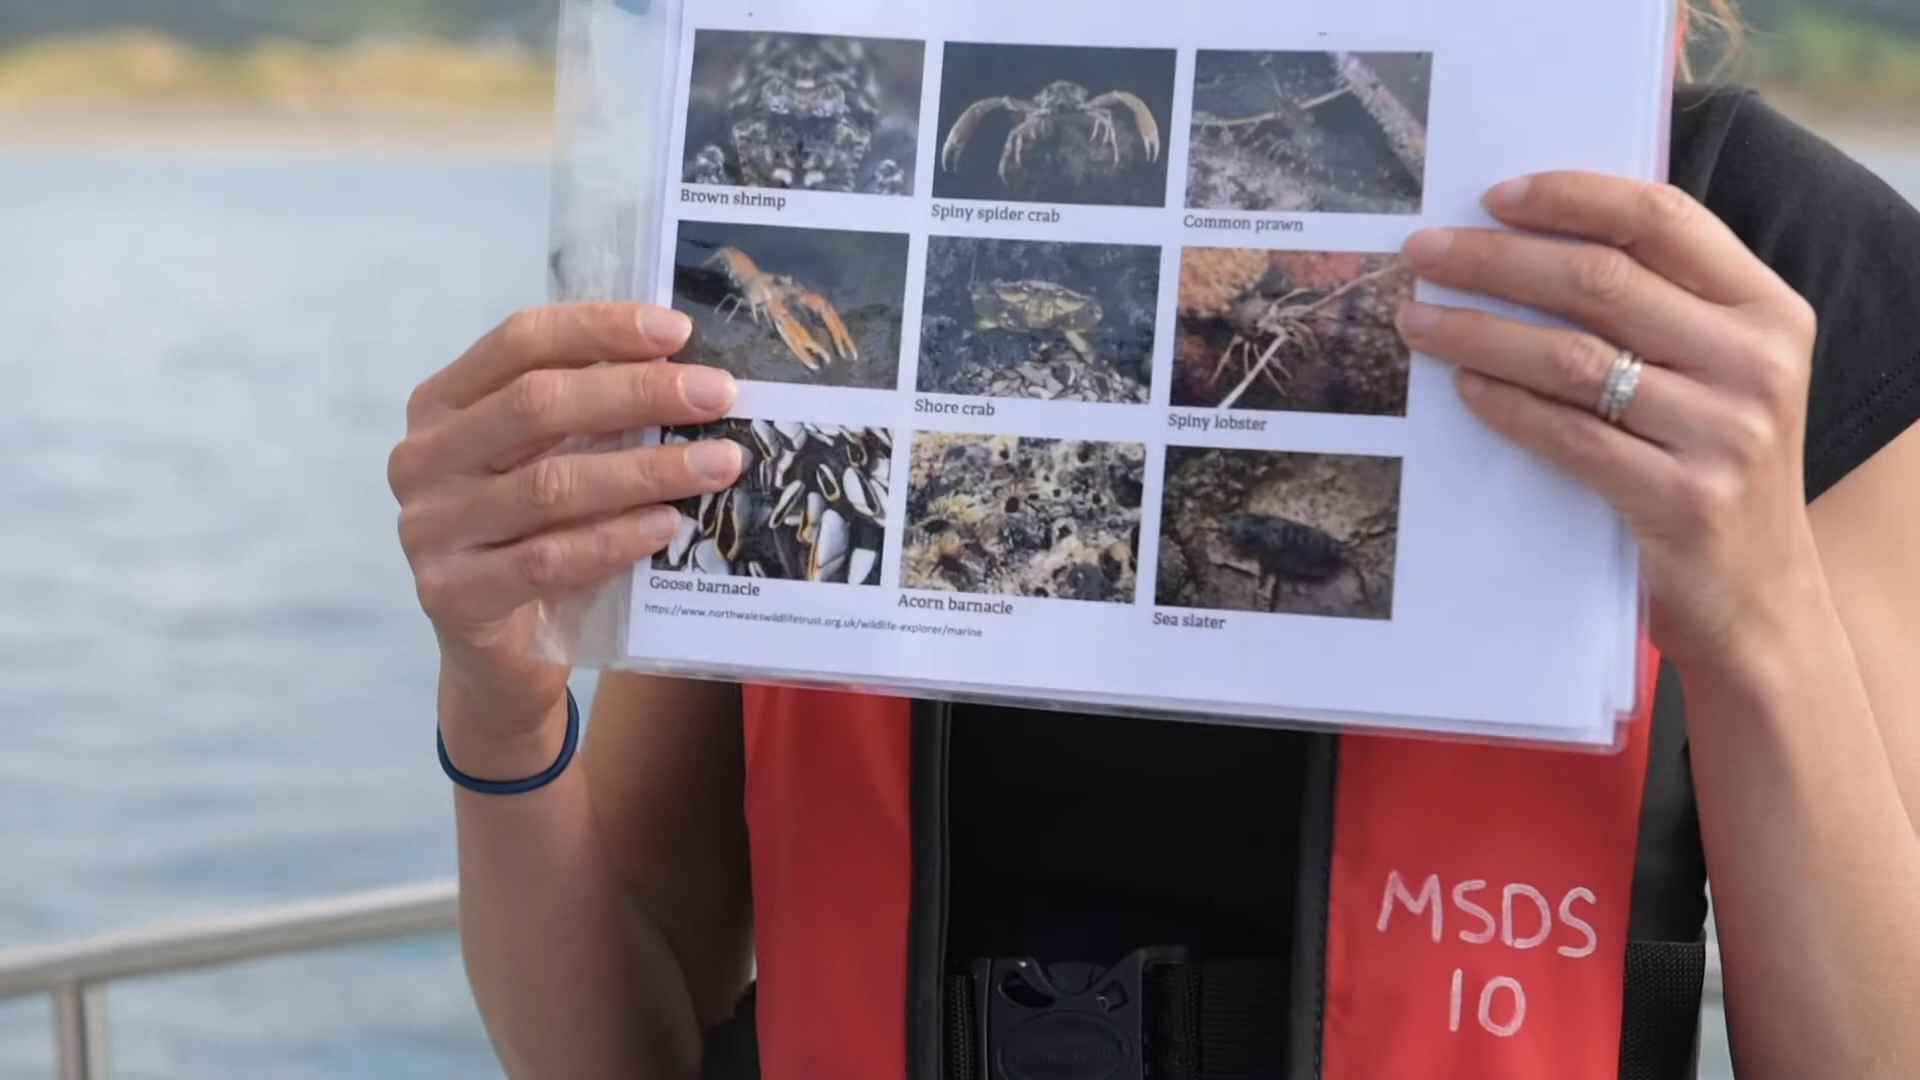 Brown shrimp
Spiny spider crab
Common prawn
Shore crab
Spiny lobster
Goose barnacle
Acorn barnacle
Sea slater
https://www.northwaleswildlifetrust.org.uk/wildlife-explorer/marine
MSDS
10